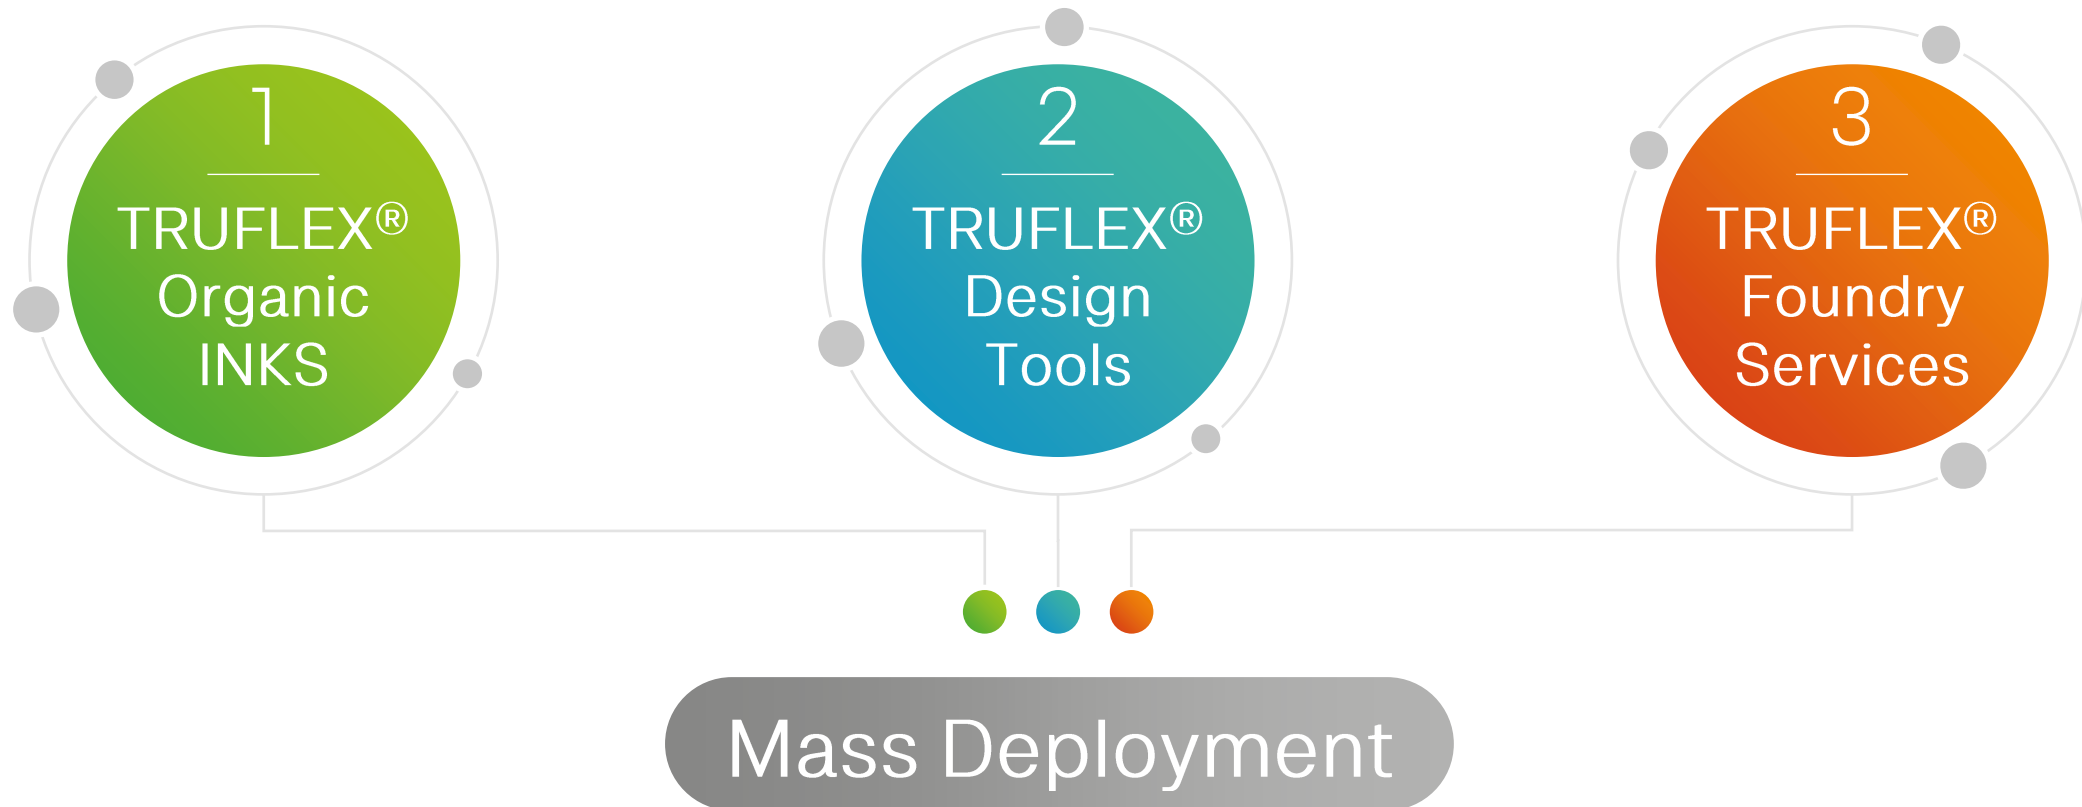 1
TRUFLEX®
Organic
INKS
2
TRUFLEX®
Design
Tools
3
TRUFLEX®
Foundry
Services
Mass Deployment